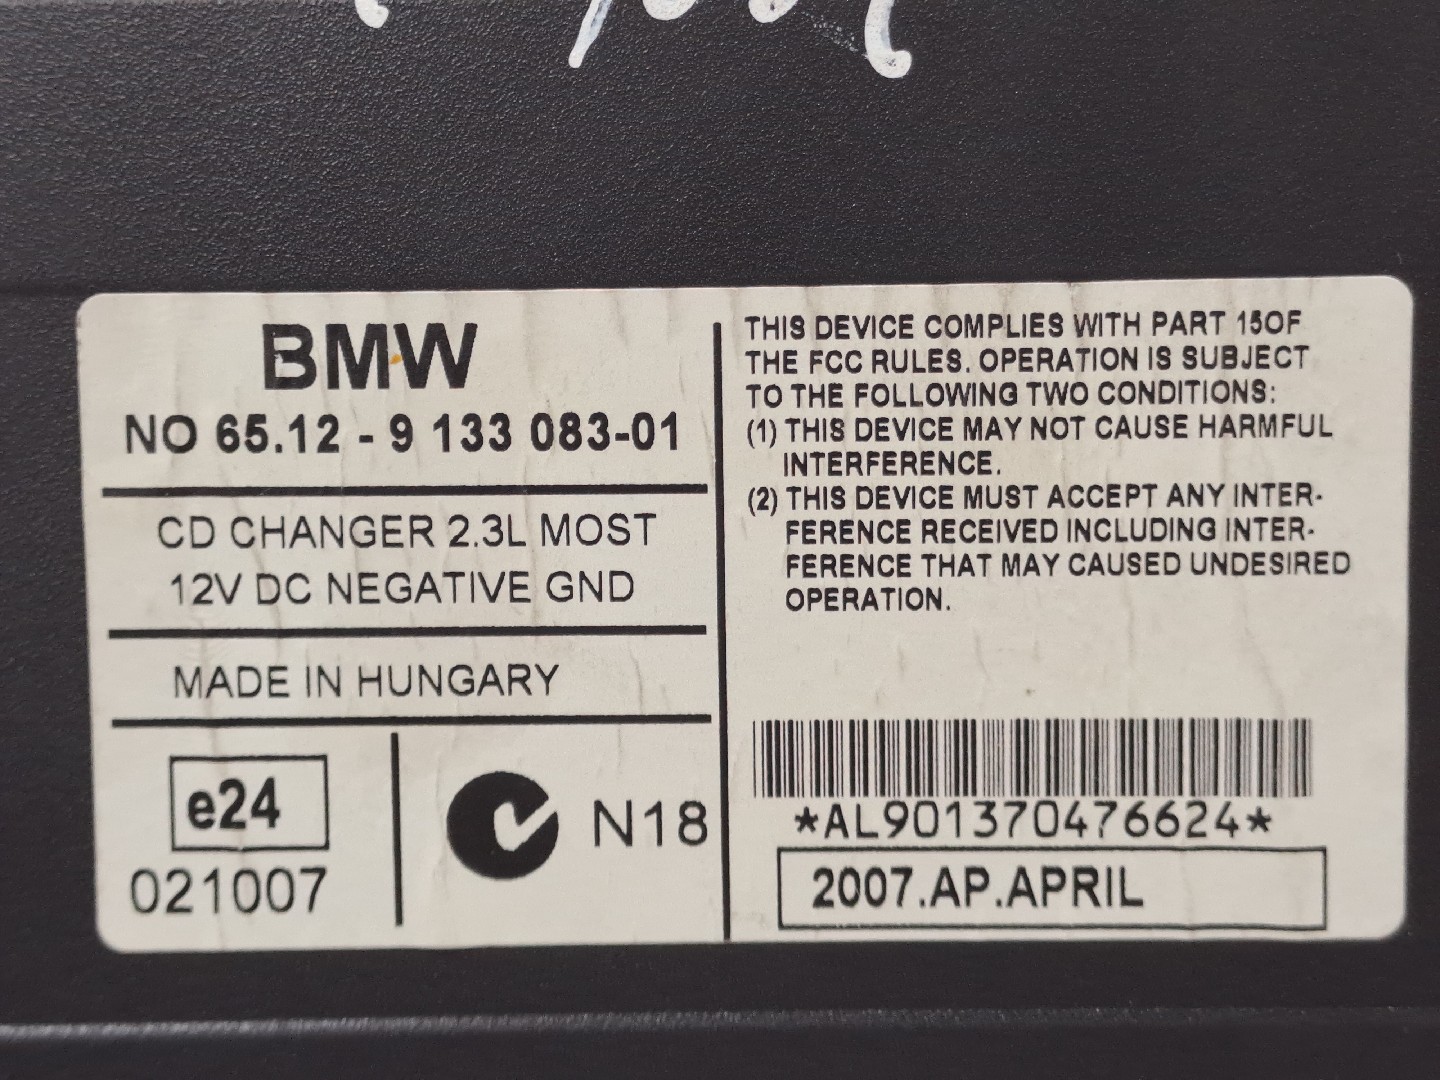 BMW
NO 65.12 - 9 133 083-01
CD CHANGER 2.3L MOST
12V DC NEGATIVE GND
MADE IN HUNGARY
e24
021007
N18
THIS DEVICE COMPLIES WITH PART 15OF
THE FCC RULES. OPERATION IS SUBJECT
TO THE FOLLOWING TWO CONDITIONS:
(1) THIS DEVICE MAY NOT CAUSE HARMFUL
INTERFERENCE.
(2) THIS DEVICE MUST ACCEPT ANY INTER-
FERENCE RECEIVED INCLUDING INTER-
FERENCE THAT MAY CAUSED UNDESIRED
OPERATION.
*AL901370476624*
2007.AP.APRIL